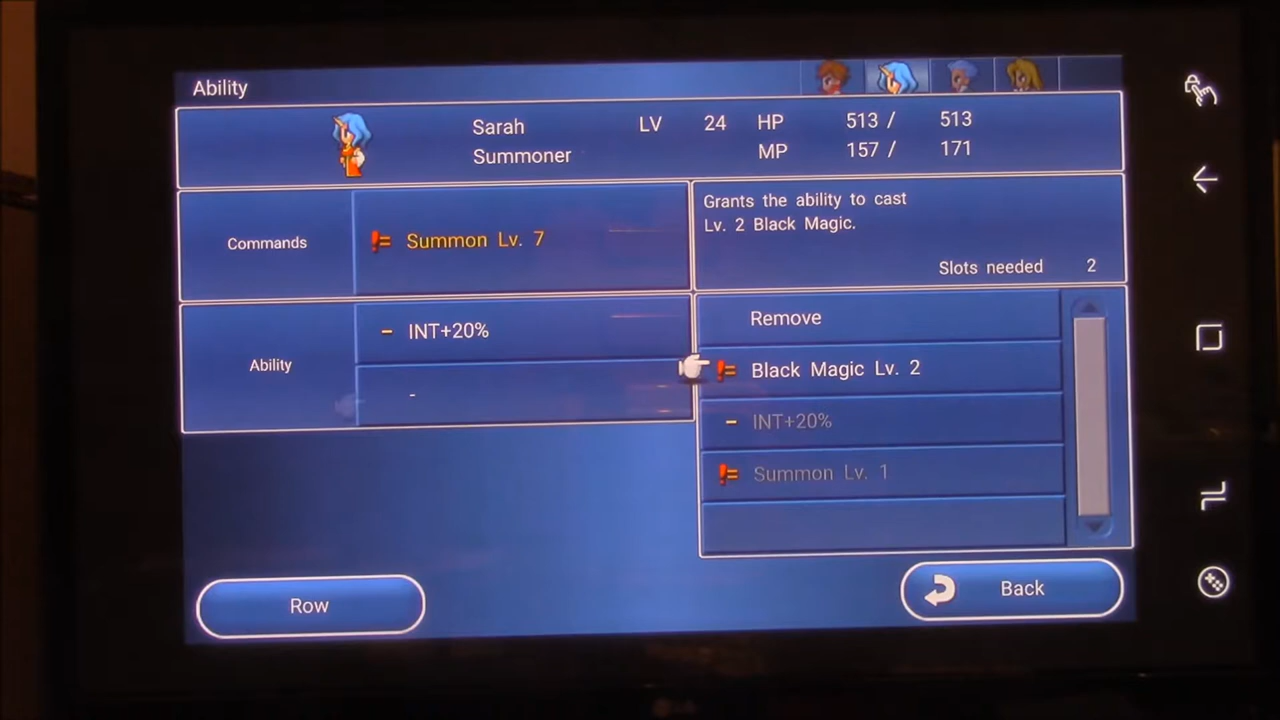 Ability
Sarah LV 24 HP 513 / 513
Summoner MP 157 / 171
Commands
Summon Lv. 7
Grants the ability to cast
Lv. 2 Black Magic.
Slots needed 2
Ability
INT+20%
-
Remove
Black Magic Lv. 2
INT+20%
Summon Lv. 1
Row
Back